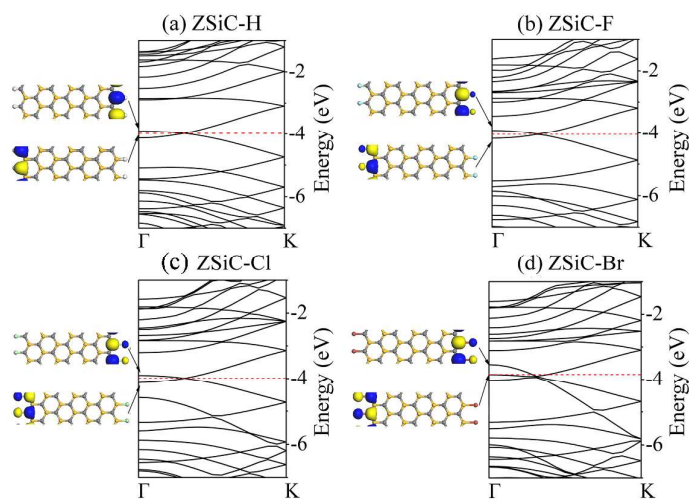 (a) ZSiC-H
-2
-4
-6
Energy (eV)
Γ
K
(b) ZSiC-F
-2
-4
-6
Energy (eV)
Γ
K
(c) ZSiC-Cl
-2
-4
-6
Energy (eV)
Γ
K
(d) ZSiC-Br
-2
-4
-6
Energy (eV)
Γ
K